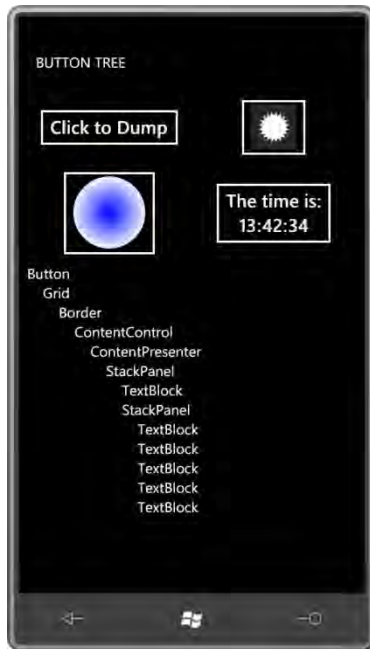 BUTTON TREE
Click to Dump
The time is:
13:42:34
Button
Grid
Border
ContentControl
ContentPresenter
StackPanel
TextBlock
StackPanel
TextBlock
TextBlock
TextBlock
TextBlock
TextBlock